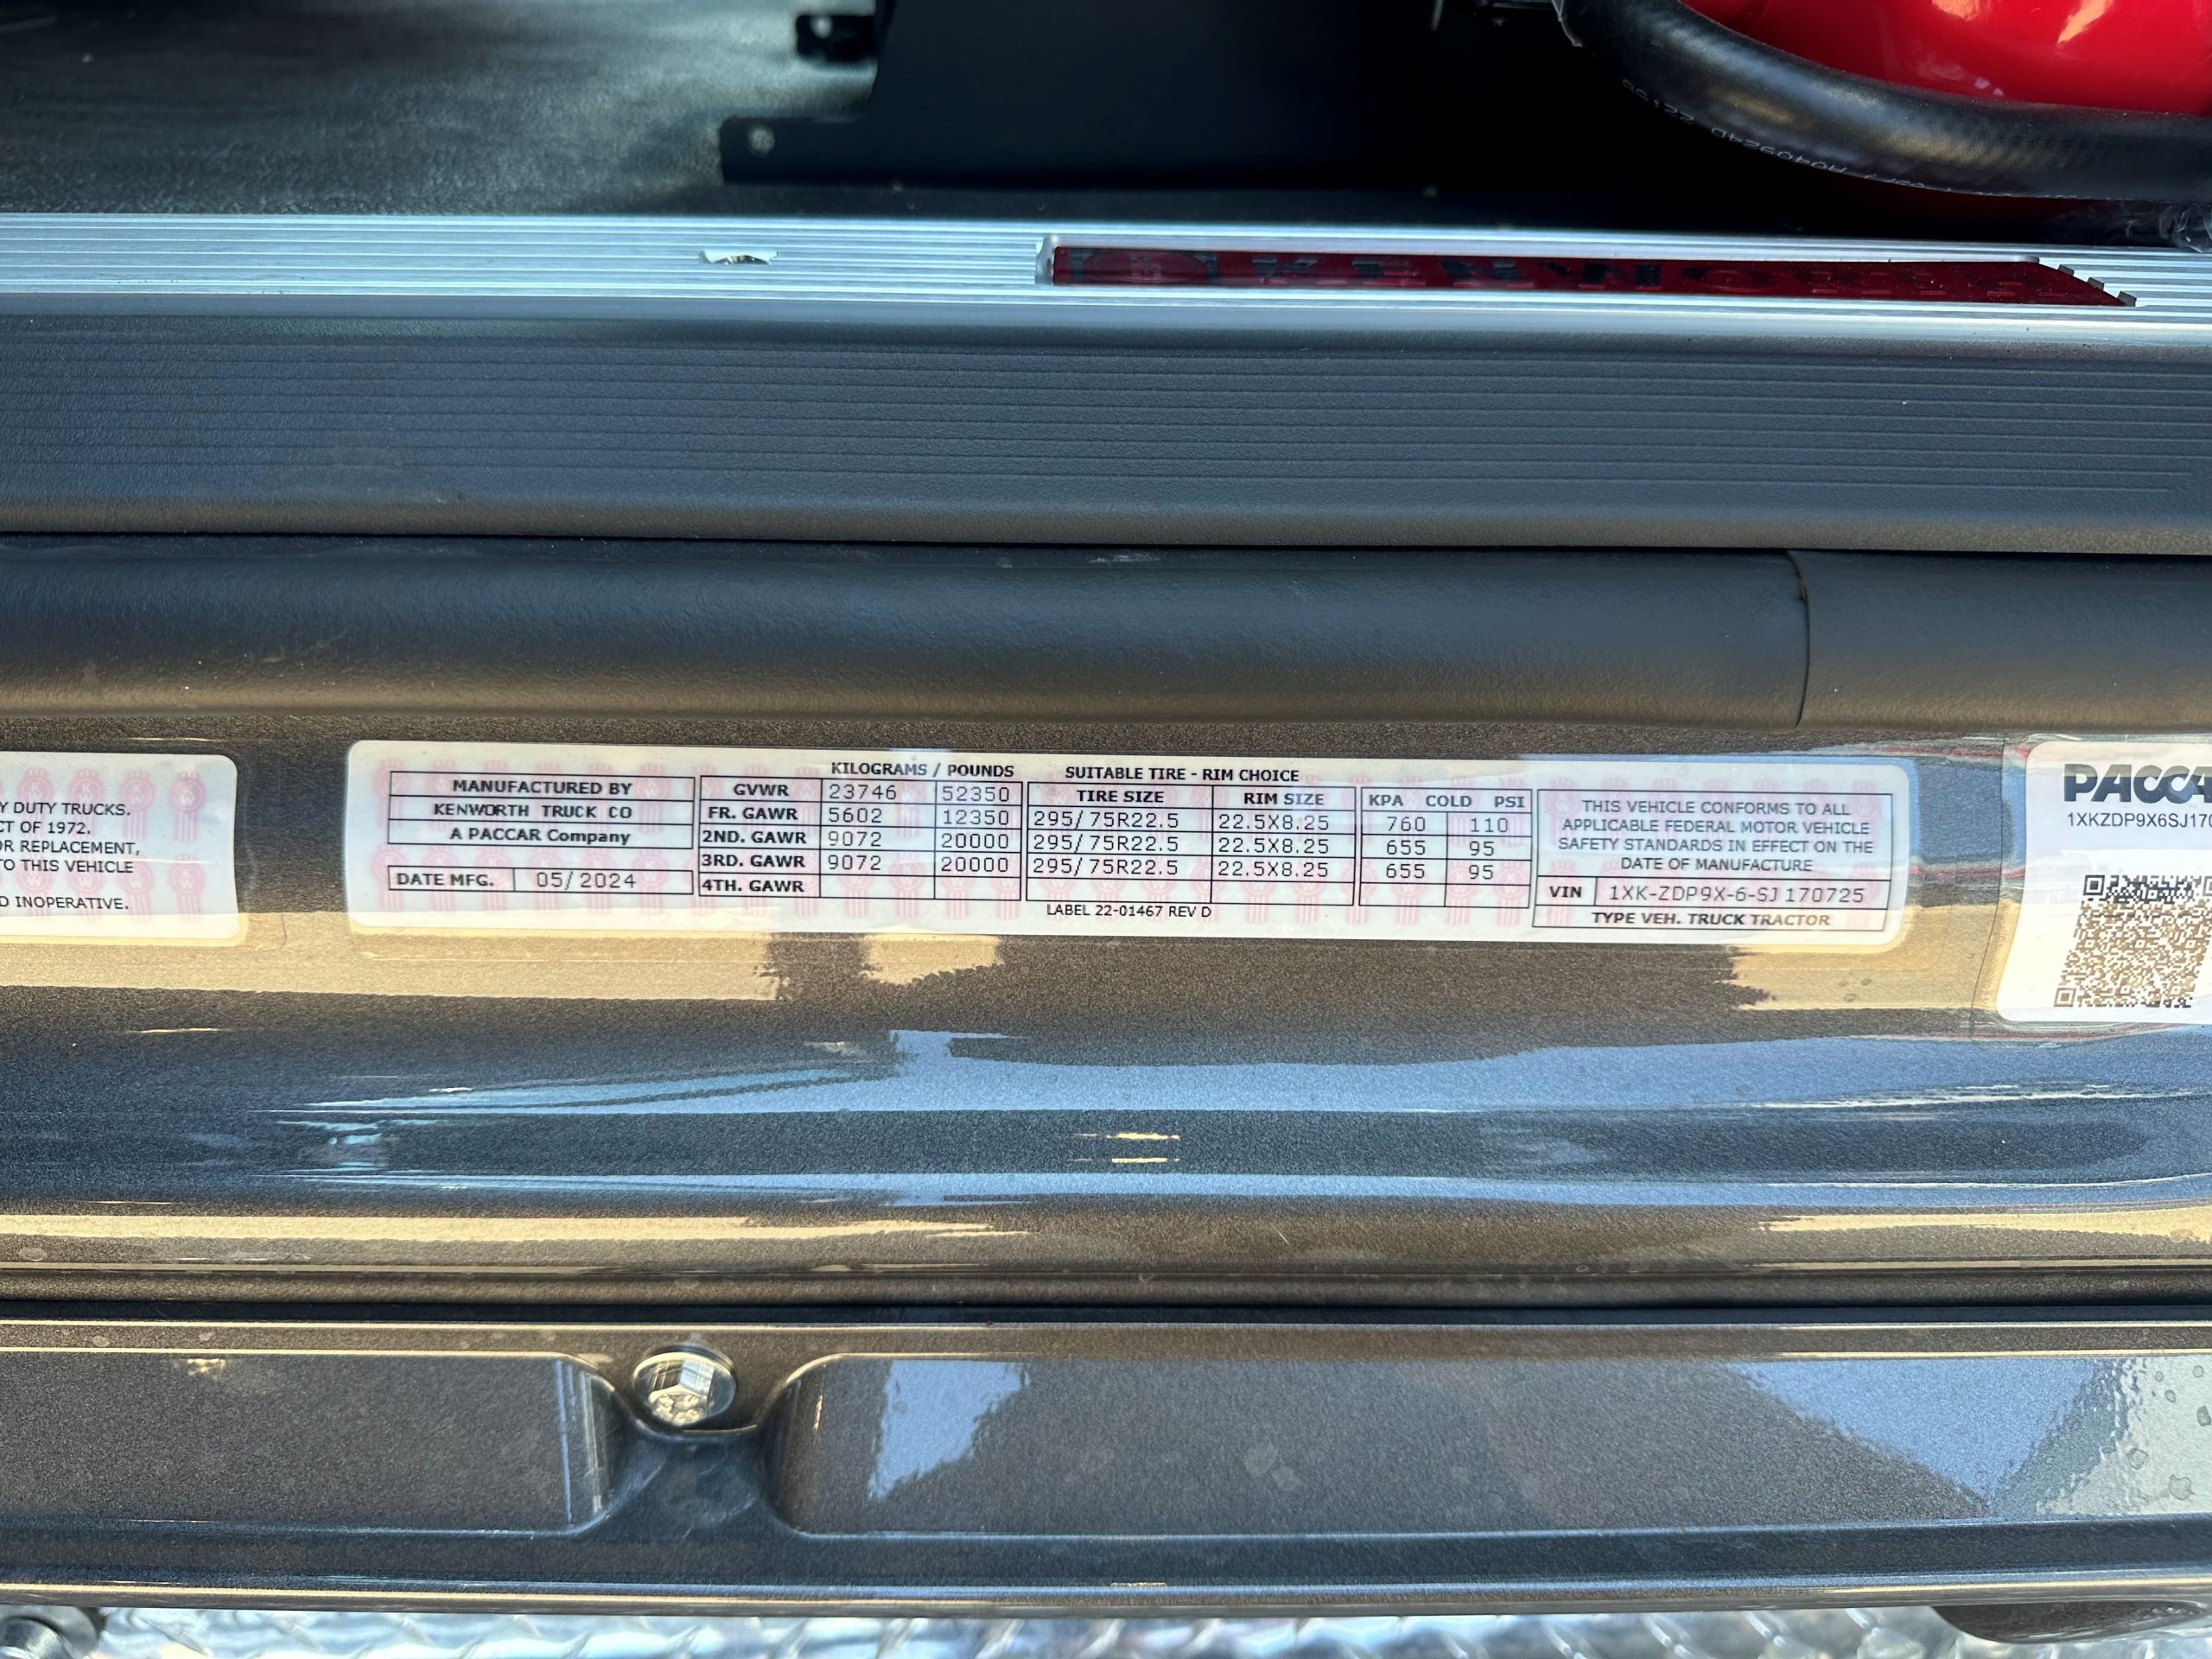 KENWORTH
Y DUTY TRUCKS.
CT OF 1972.
OR REPLACEMENT,
TO THIS VEHICLE
D INOPERATIVE.
MANUFACTURED BY
KENWORTH TRUCK CO
A PACCAR Company
DATE MFG. 05/2024
KILOGRAMS / POUNDS
GVWR 23746 52350
FR. GAWR 5602 12350
2ND. GAWR 9072 20000
3RD. GAWR 9072 20000
4TH. GAWR
SUITABLE TIRE - RIM CHOICE
TIRE SIZE RIM SIZE
295/75R22.5 22.5X8.25
295/75R22.5 22.5X8.25
295/75R22.5 22.5X8.25
KPA COLD PSI
760 110
655 95
655 95
LABEL 22-01467 REV D
THIS VEHICLE CONFORMS TO ALL
APPLICABLE FEDERAL MOTOR VEHICLE
SAFETY STANDARDS IN EFFECT ON THE
DATE OF MANUFACTURE
VIN 1XK-ZDP9X-6-SJ170725
TYPE VEH. TRUCK TRACTOR
PACCA
1XKZDP9X6SJ170